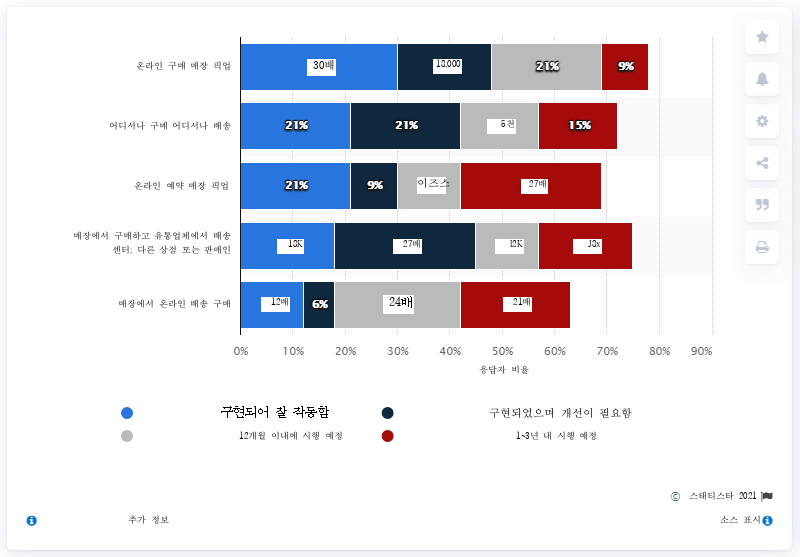 온라인 구매 매장 픽업
30배
18,000
21%
9%
어디서나 구매 어디서나 배송
21%
21%
5천
15%
온라인 예약 매장 픽업
21%
9%
이즈스
27배
매장에서 구매하고 유통업체에서 배송
센터; 다른 상점 또는 판매인
18K
27배
12K
18x
매장에서 온라인 배송 구매
12배
6%
24배
21배
0% 10% 20% 30% 40% 50% 60% 70% 80% 90%
응답자 비율
구현되어 잘 작동함
구현되었으며 개선이 필요함
12개월 이내에 시행 예정
1~3년 내 시행 예정
© 스태티스타 2021
추가 정보
소스 표시